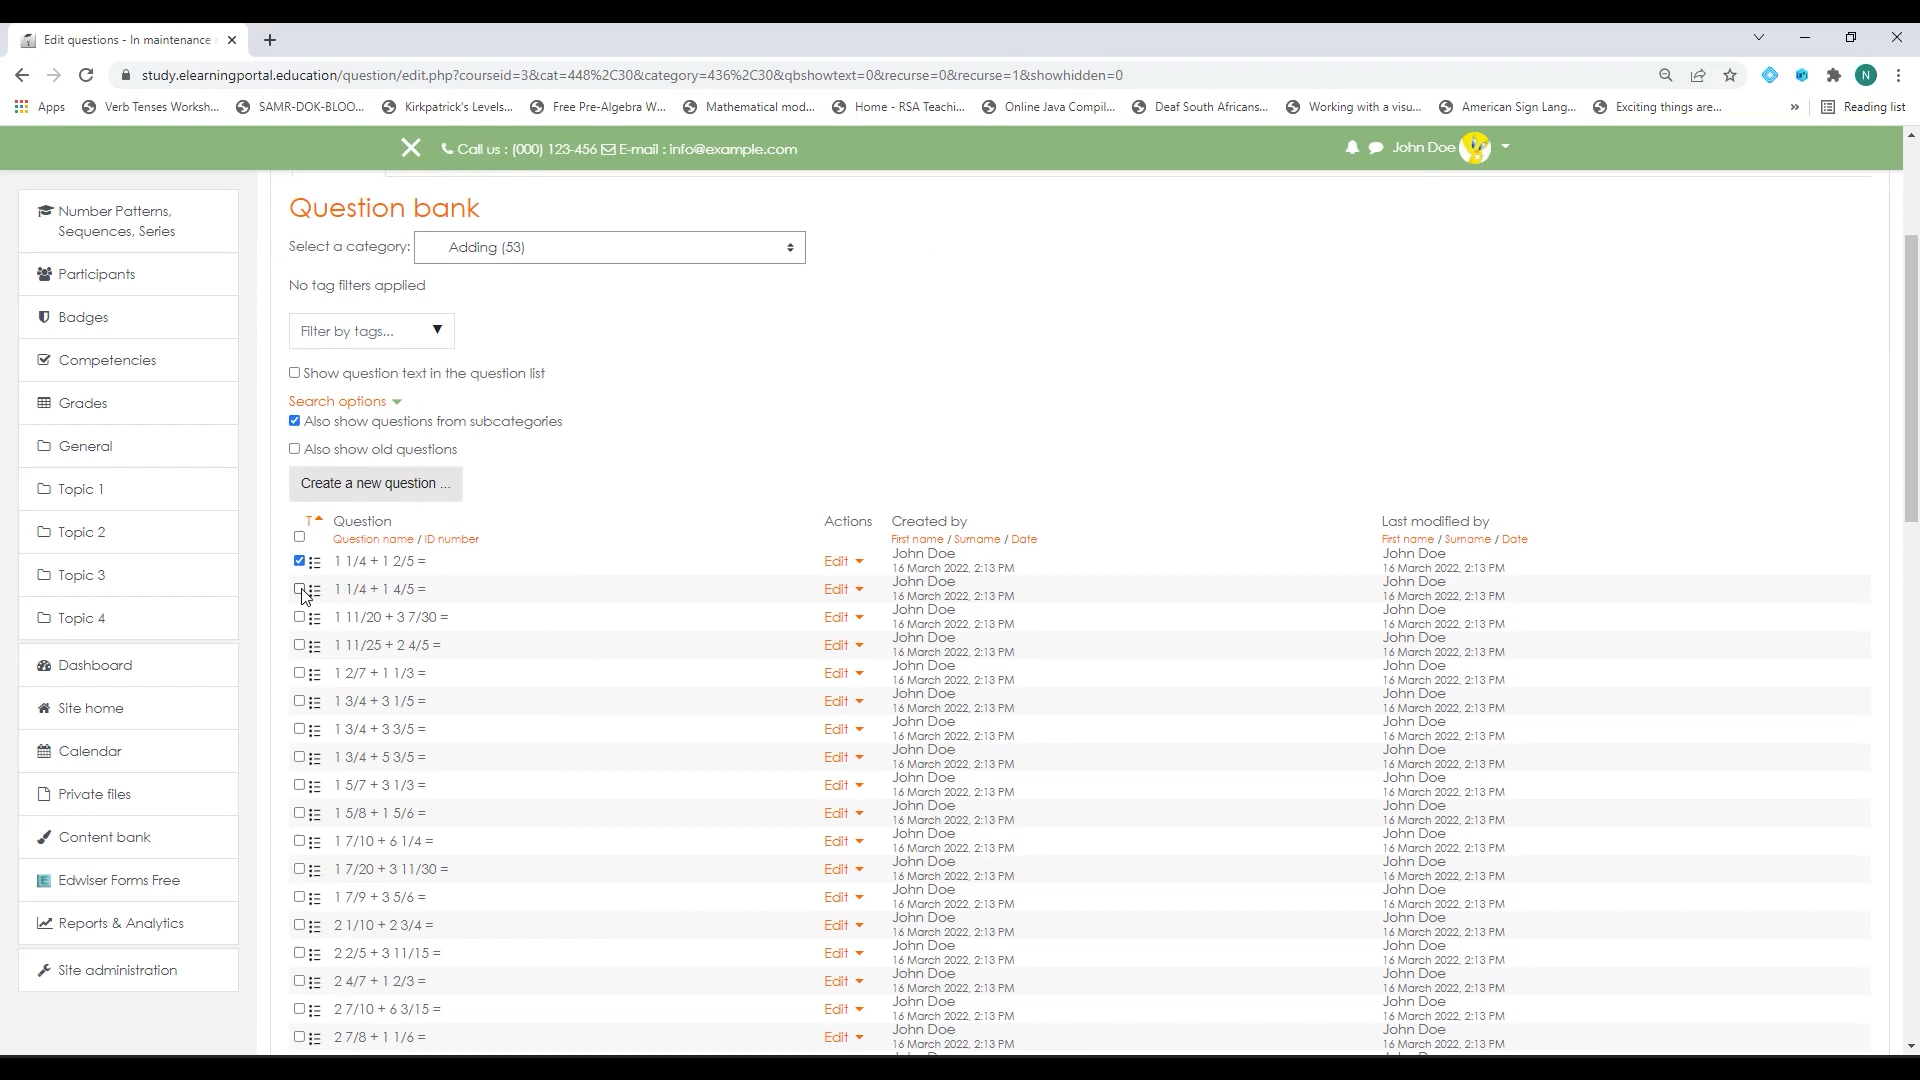 Edit questions - In maintenance
study.elearningportal.education/question/edit.php?courseid=3&cat=448%2C30&category=436%2C30&qbshowtext=0&recurse=0&recurse=1&showhidden=0
N
Apps
Verb Tenses Worksh...
SAMR-DOK-BLOO...
Kirkpatrick's Levels...
Free Pre-Algebra W...
Mathematical mod...
Home - RSA Teachi...
Online Java Compil...
Deaf South Africans...
Working with a visu...
American Sign Lang...
Exciting things are...
»
Reading list
Call us : (000) 123-456 E-mail : info@example.com
John Doe
Number Patterns,
Sequences, Series
Participants
Badges
Competencies
Grades
General
Topic 1
Topic 2
Topic 3
Topic 4
Dashboard
Site home
Calendar
Private files
Content bank
Edwiser Forms Free
Reports & Analytics
Site administration
Question bank
Select a category: Adding (53)
No tag filters applied
Filter by tags... ▼
Show question text in the question list
Search options
Also show questions from subcategories
Also show old questions
Create a new question ...
T Question Actions Created by Last modified by
Question name / ID number First name / Surname / Date First name / Surname / Date
1 1/4 + 1 2/5 = Edit John Doe John Doe
16 March 2022, 2:13 PM 16 March 2022, 2:13 PM
1 1/4 + 1 4/5 = Edit John Doe John Doe
16 March 2022, 2:13 PM 16 March 2022, 2:13 PM
1 11/20 + 3 7/30 = Edit John Doe John Doe
16 March 2022, 2:13 PM 16 March 2022, 2:13 PM
1 11/25 + 2 4/5 = Edit John Doe John Doe
16 March 2022, 2:13 PM 16 March 2022, 2:13 PM
1 2/7 + 1 1/3 = Edit John Doe John Doe
16 March 2022, 2:13 PM 16 March 2022, 2:13 PM
1 3/4 + 3 1/5 = Edit John Doe John Doe
16 March 2022, 2:13 PM 16 March 2022, 2:13 PM
1 3/4 + 3 3/5 = Edit John Doe John Doe
16 March 2022, 2:13 PM 16 March 2022, 2:13 PM
1 3/4 + 5 3/5 = Edit John Doe John Doe
16 March 2022, 2:13 PM 16 March 2022, 2:13 PM
1 5/7 + 3 1/3 = Edit John Doe John Doe
16 March 2022, 2:13 PM 16 March 2022, 2:13 PM
1 5/8 + 1 5/6 = Edit John Doe John Doe
16 March 2022, 2:13 PM 16 March 2022, 2:13 PM
1 7/10 + 6 1/4 = Edit John Doe John Doe
16 March 2022, 2:13 PM 16 March 2022, 2:13 PM
1 7/20 + 3 11/30 = Edit John Doe John Doe
16 March 2022, 2:13 PM 16 March 2022, 2:13 PM
1 7/9 + 3 5/6 = Edit John Doe John Doe
16 March 2022, 2:13 PM 16 March 2022, 2:13 PM
2 1/10 + 2 3/4 = Edit John Doe John Doe
16 March 2022, 2:13 PM 16 March 2022, 2:13 PM
2 2/5 + 3 11/15 = Edit John Doe John Doe
16 March 2022, 2:13 PM 16 March 2022, 2:13 PM
2 4/7 + 1 2/3 = Edit John Doe John Doe
16 March 2022, 2:13 PM 16 March 2022, 2:13 PM
2 7/10 + 6 3/15 = Edit John Doe John Doe
16 March 2022, 2:13 PM 16 March 2022, 2:13 PM
2 7/8 + 1 1/6 = Edit John Doe John Doe
16 March 2022, 2:13 PM 16 March 2022, 2:13 PM